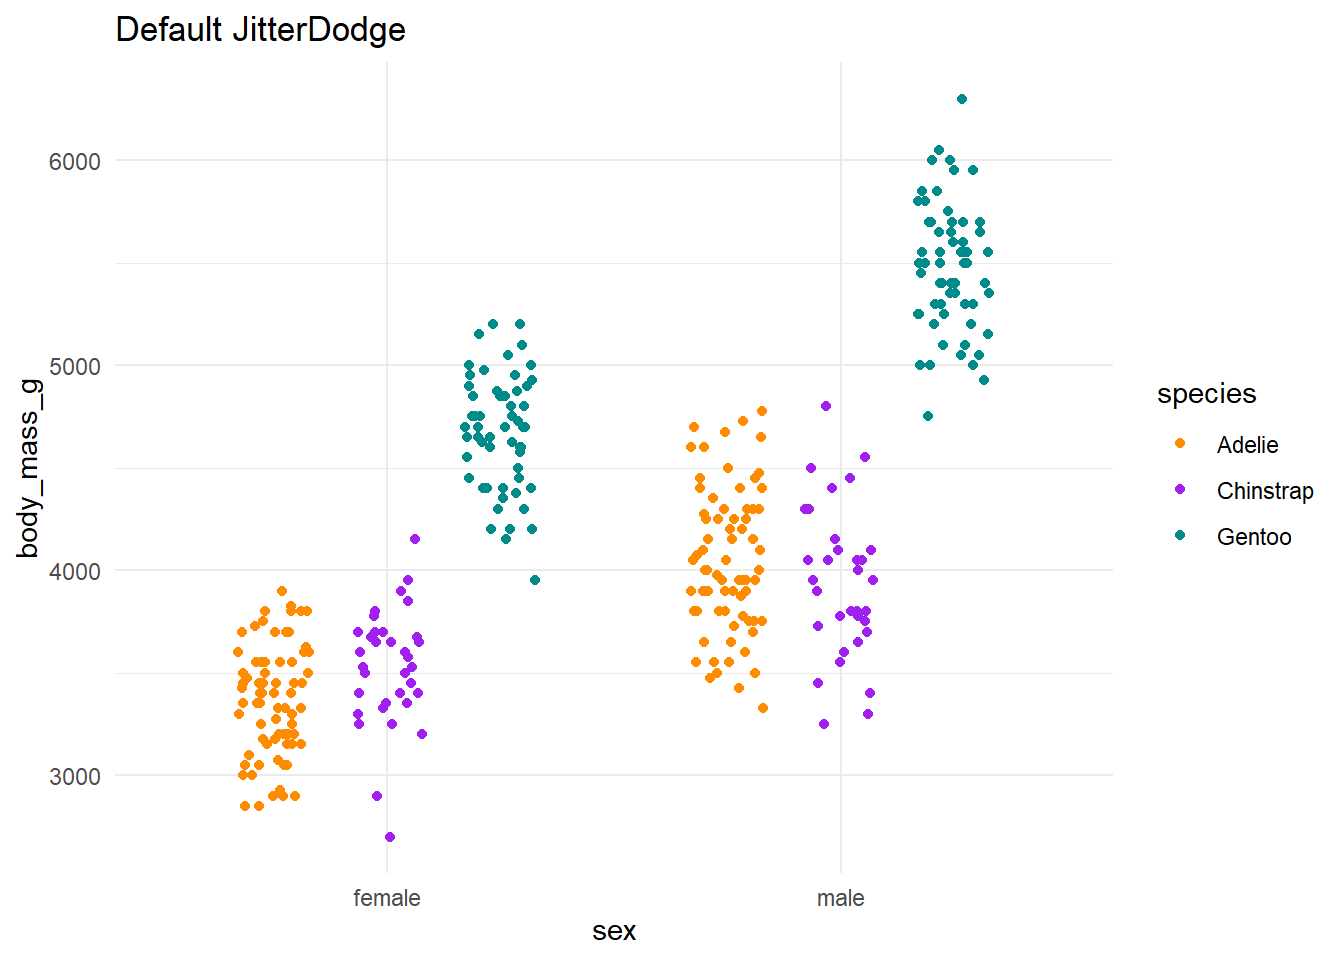 Default JitterDodge
6000
5000
4000
3000
body_mass_g
female
male
sex
species
Adelie
Chinstrap
Gentoo